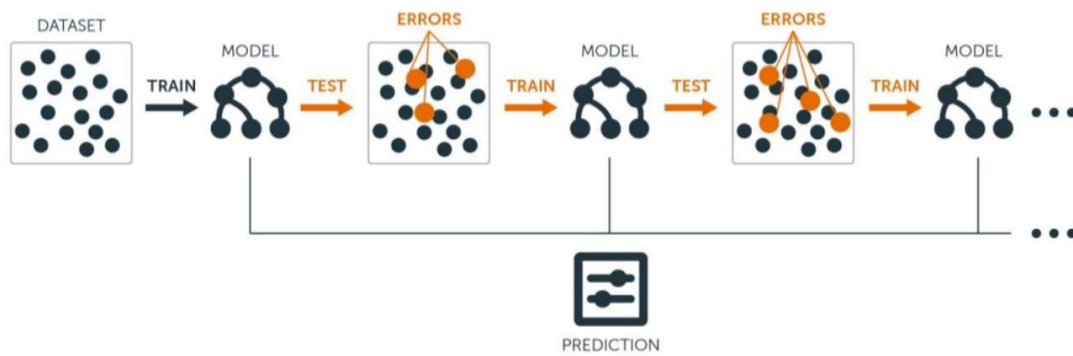 DATASET
ERRORS
ERRORS
MODEL
MODEL
MODEL
TRAIN
TEST
TRAIN
TEST
TRAIN
PREDICTION